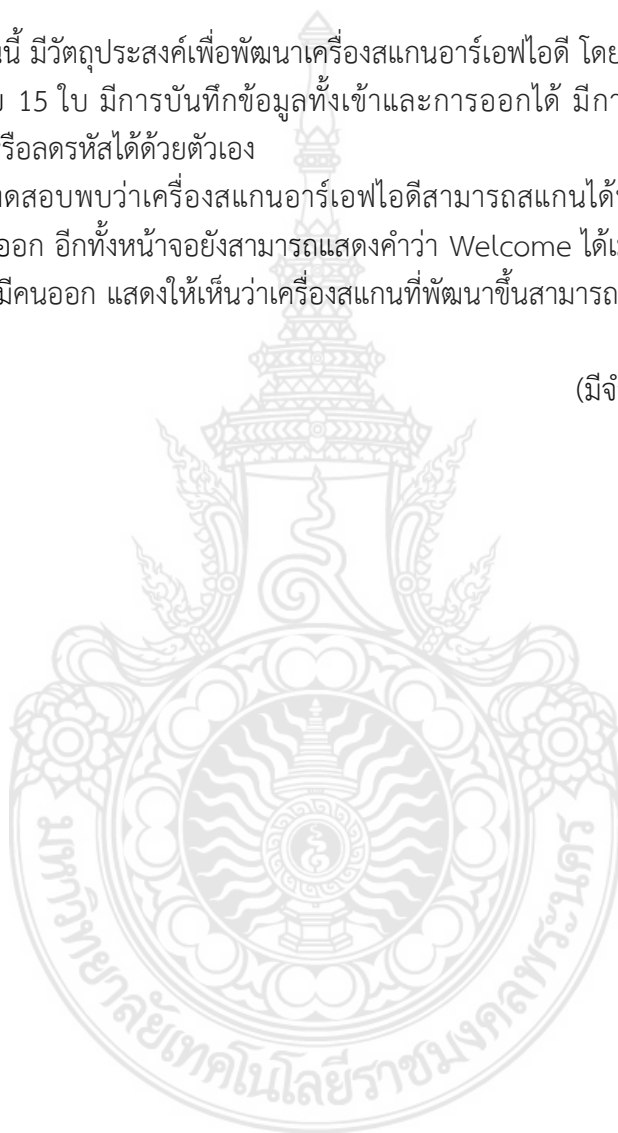 นี้ มีวัตถุประสงค์เพื่อพัฒนาเครื่องสแกนอาร์เอฟไอดี โดย
15 ใบ มีการบันทึกข้อมูลทั้งเข้าและการออกได้ มีกา
รือลดรหัสได้ด้วยตัวเอง
ทดสอบพบว่าเครื่องสแกนอาร์เอฟไอดีสามารถสแกนได้
ออก อีกทั้งหน้าจอยังสามารถแสดงคำว่า Welcome ได้เ
มีคนออก แสดงให้เห็นว่าเครื่องสแกนที่พัฒนาขึ้นสามารถ
(มีจ
มหาวิทยาลัยเทคโนโลยีราชมงคลพระนคร